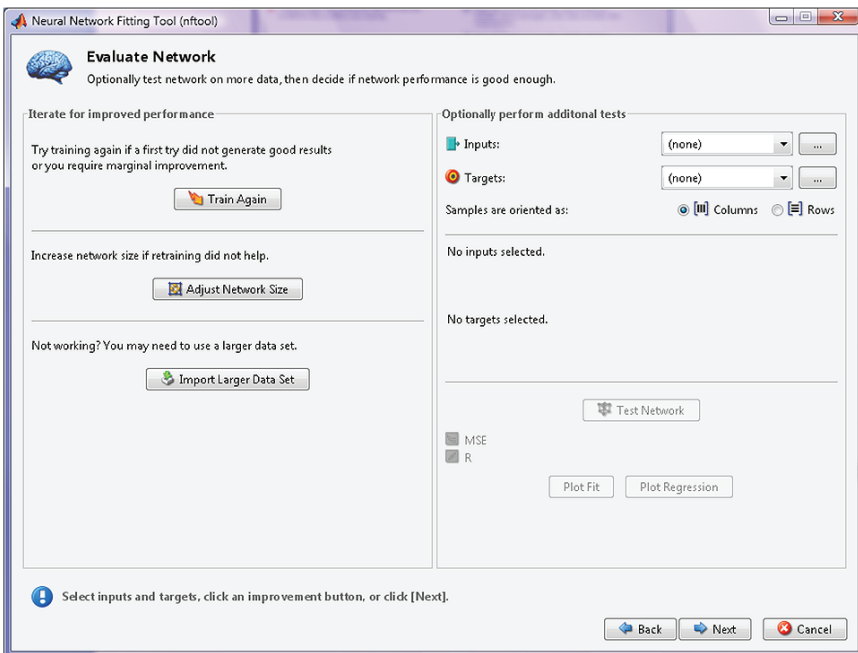 Neural Network Fitting Tool (nftool)
Evaluate Network
Optionally test network on more data, then decide if network performance is good enough.
Iterate for improved performance
Try training again if a first try did not generate good results
or you require marginal improvement.
Train Again
Increase network size if retraining did not help.
Adjust Network Size
Not working? You may need to use a larger data set.
Import Larger Data Set
Optionally perform additonal tests
Inputs: (none) ...
Targets: (none) ...
Samples are oriented as: Columns Rows
No inputs selected.
No targets selected.
Test Network
MSE
R
Plot Fit Plot Regression
Select inputs and targets, click an improvement button, or click [Next].
Back Next Cancel